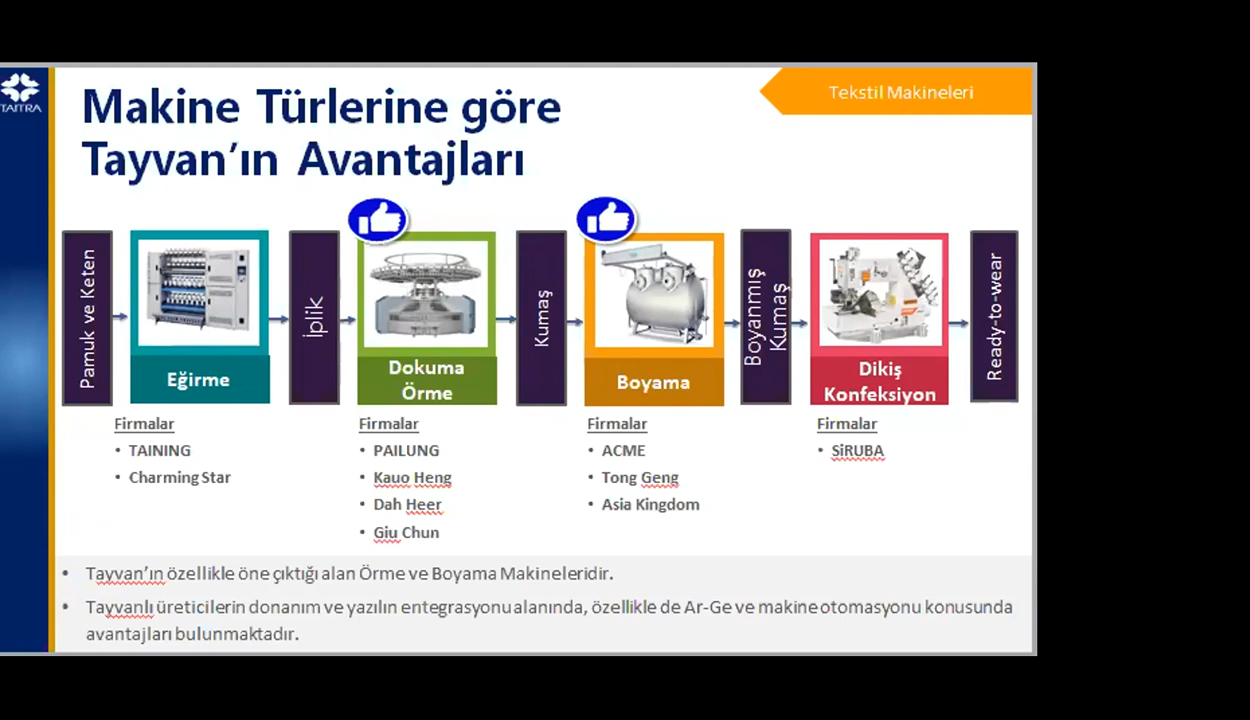 TAITRA
Makine Türlerine göre
Tayvan'ın Avantajları
Tekstil Makineleri
Pamuk ve Keten
Eğirme
İplik
Dokuma
Örme
Kumaş
Boyama
Boyanmış
Kumaş
Dikiş
Konfeksiyon
Ready-to-wear
Firmalar
• TAINING
• Charming Star
Firmalar
• PAILUNG
• Kauo Heng
• Dah Heer
• Giu Chun
Firmalar
• ACME
• Tong Geng
• Asia Kingdom
Firmalar
• SiRUBA
• Tayvan'ın özellikle öne çıktığı alan Örme ve Boyama Makineleridir.
• Tayvanlı üreticilerin donanım ve yazılın entegrasyonu alanında, özellikle de Ar-Ge ve makine otomasyonu konusunda
avantajları bulunmaktadır.